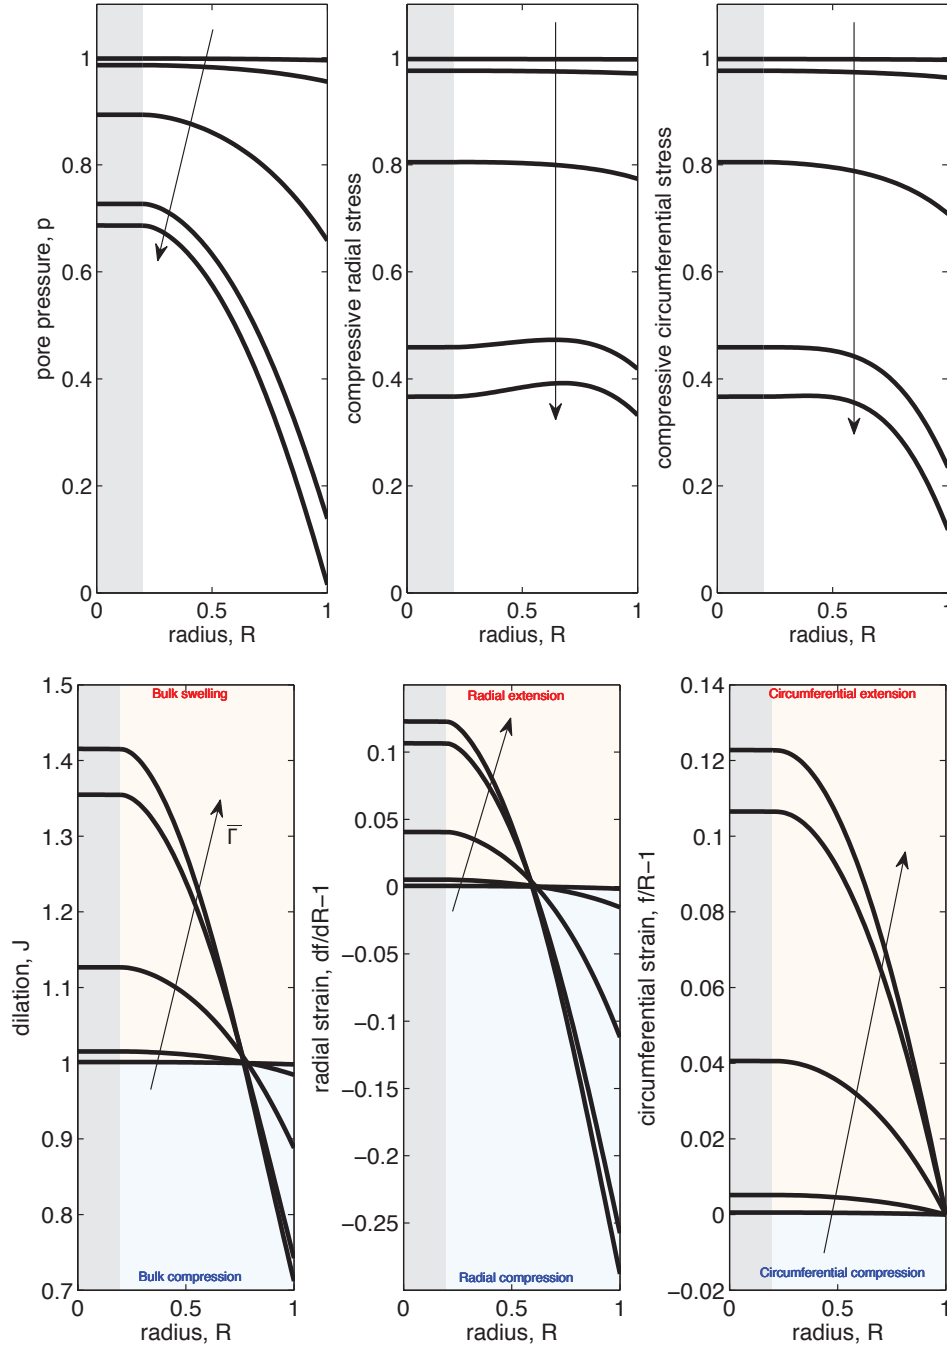 pore pressure, p
1
0.8
0.6
0.4
0.2
0
0 0.5 1
radius, R
compressive radial stress
1
0.8
0.6
0.4
0.2
0
0 0.5 1
radius, R
compressive circumferential stress
1
0.8
0.6
0.4
0.2
0
0 0.5 1
radius, R
dilation, J
1.5
1.4
1.3
1.2
1.1
1
0.9
0.8
0.7
Bulk swelling
Γ̅
Bulk compression
0 0.5 1
radius, R
radial strain, df/dR−1
0.1
0.05
0
−0.05
−0.1
−0.15
−0.2
−0.25
Radial extension
Radial compression
0 0.5 1
radius, R
circumferential strain, f/R−1
0.14
0.12
0.1
0.08
0.06
0.04
0.02
0
−0.02
Circumferential extension
Circumferential compression
0 0.5 1
radius, R